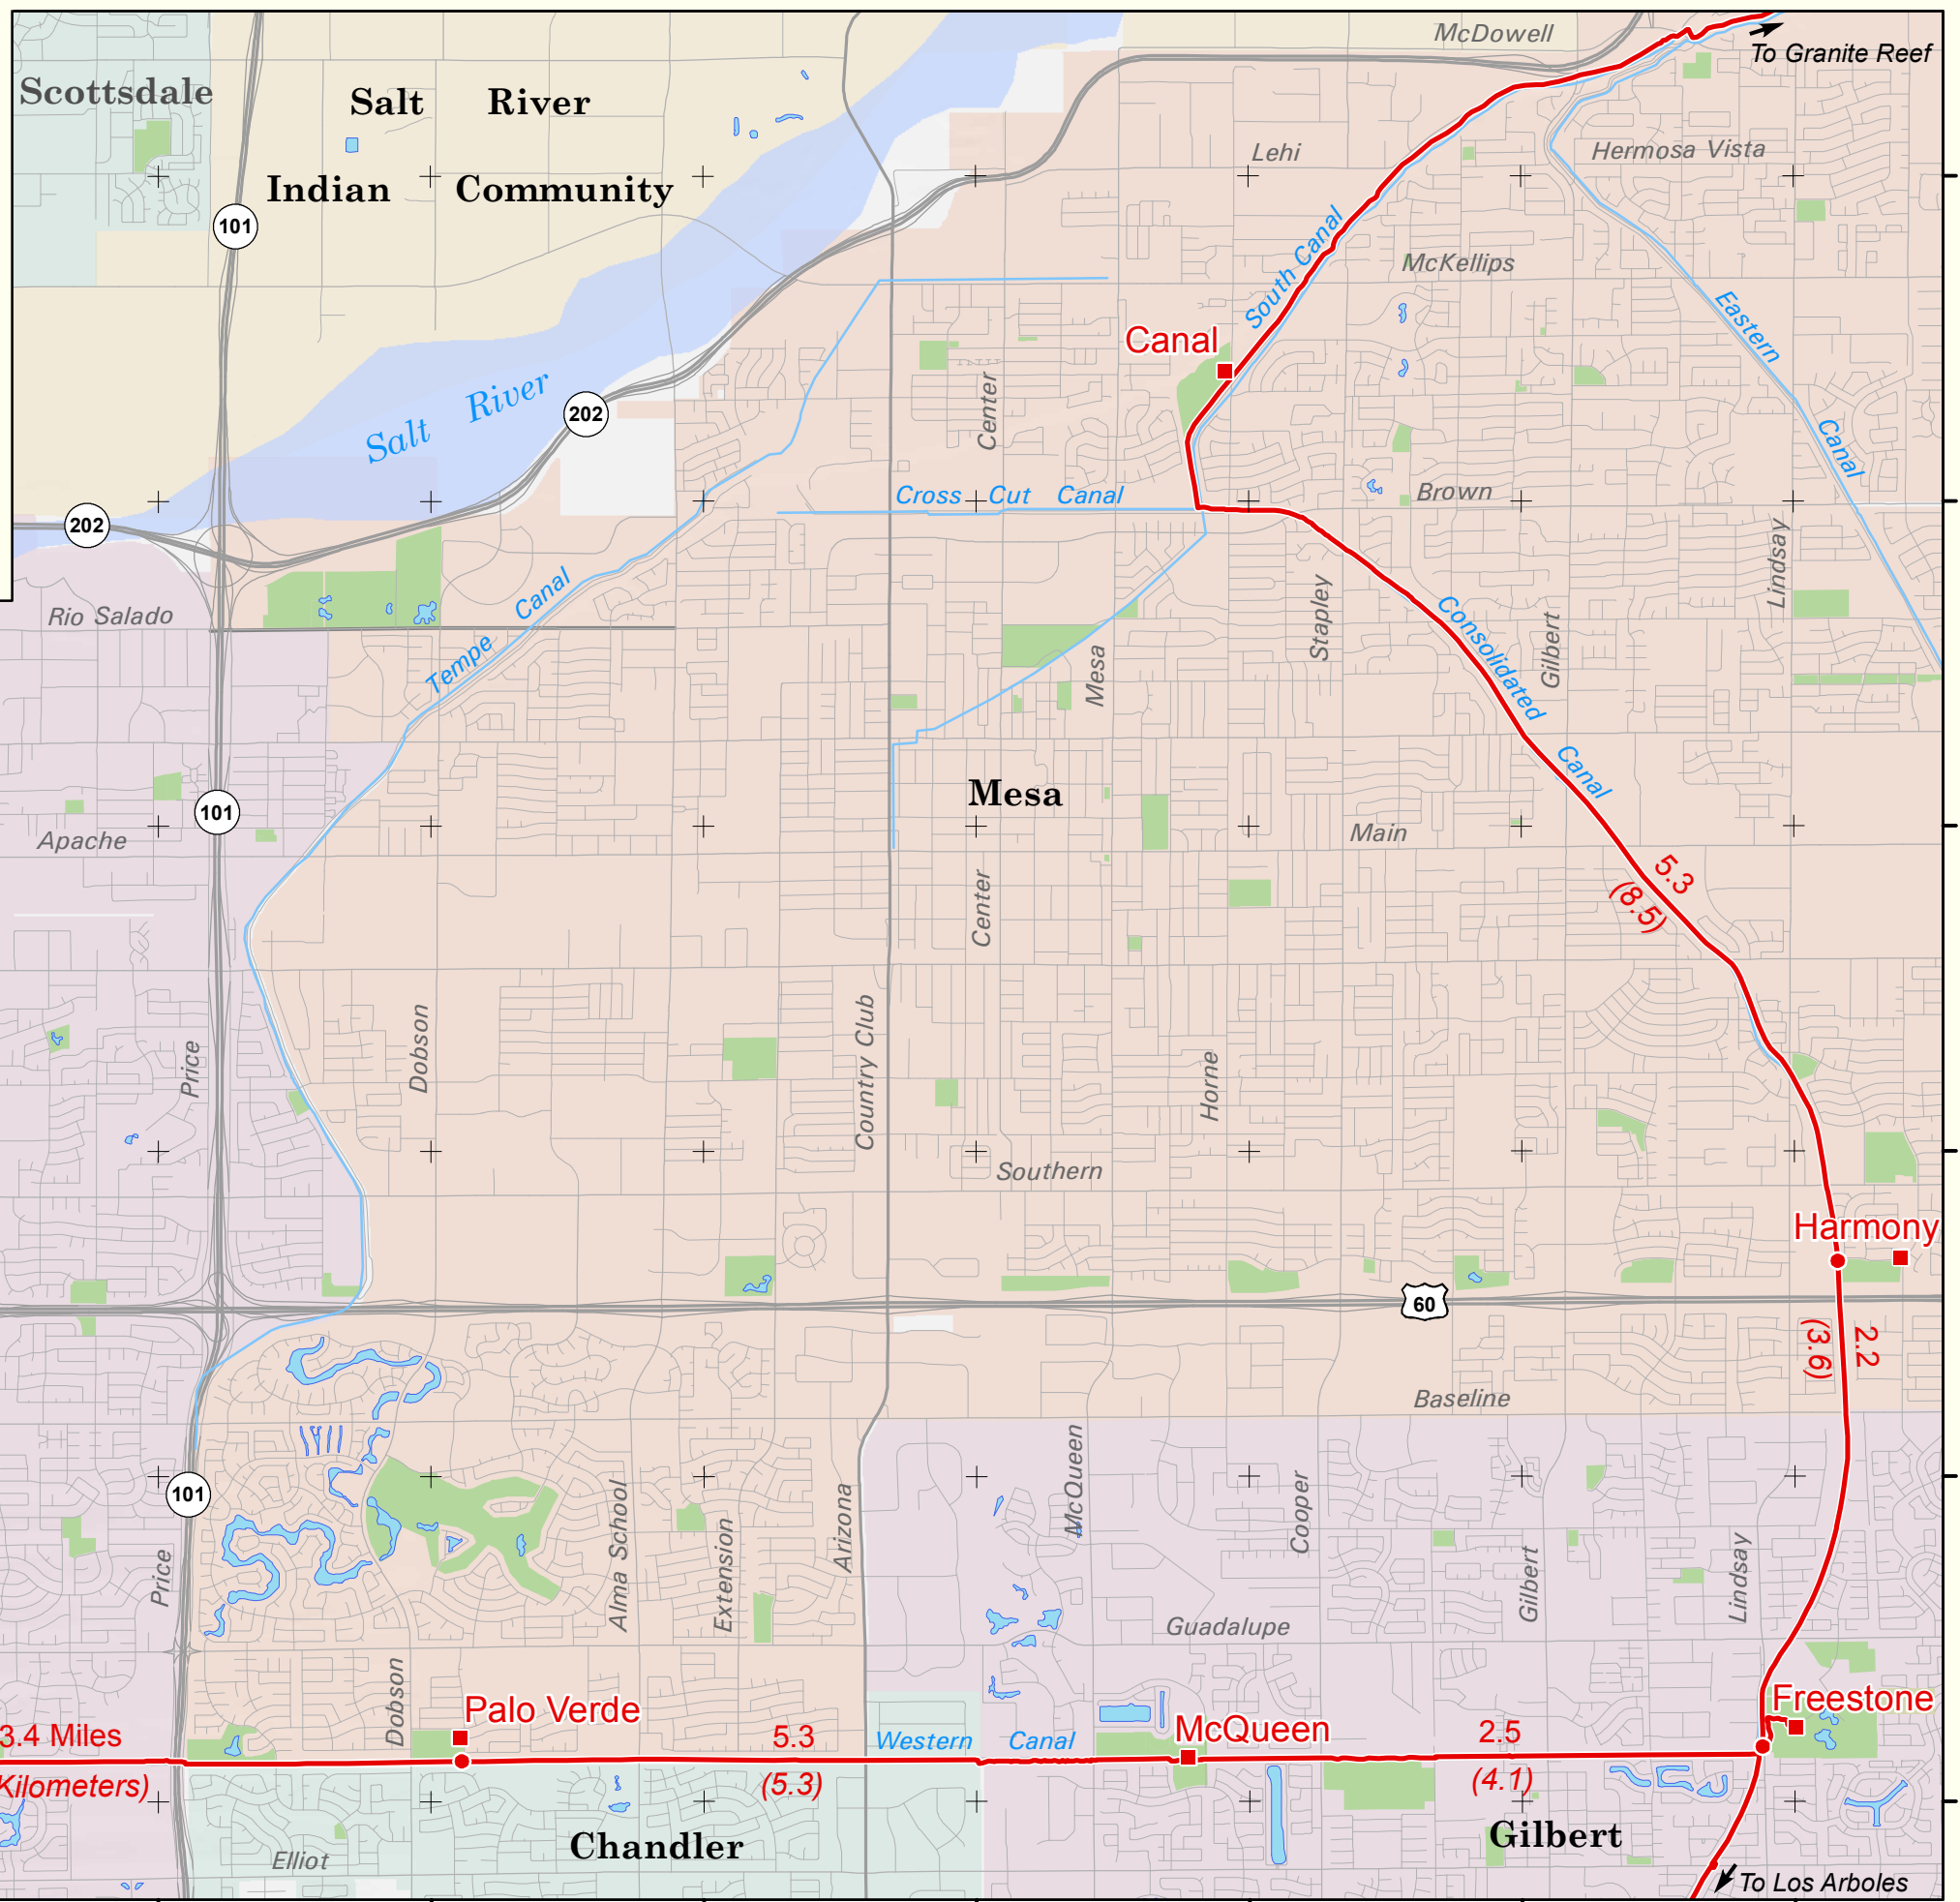 McDowell
To Granite Reef
Scottsdale
Salt River
Indian Community
Lehi
Hermosa Vista
101
South Canal
McKellips
Eastern
Canal
Canal
Salt River
202
Center
Cross Cut Canal
Brown
202
Lindsay
Rio Salado
Tempe Canal
Mesa
Stapley
Consolidated
Canal
Gilbert
Mesa
101
Apache
Main
Center
5.3
(8.5)
Price
Dobson
Country Club
Horne
Southern
Harmony
60
2.2
(3.6)
Baseline
101
Price
Alma School
Extension
Arizona
McQueen
Cooper
Gilbert
Lindsay
Guadalupe
Dobson
Palo Verde
Freestone
3.4 Miles
5.3
Western Canal
McQueen
2.5
Kilometers)
(5.3)
(4.1)
Chandler
Gilbert
Elliot
To Los Arboles